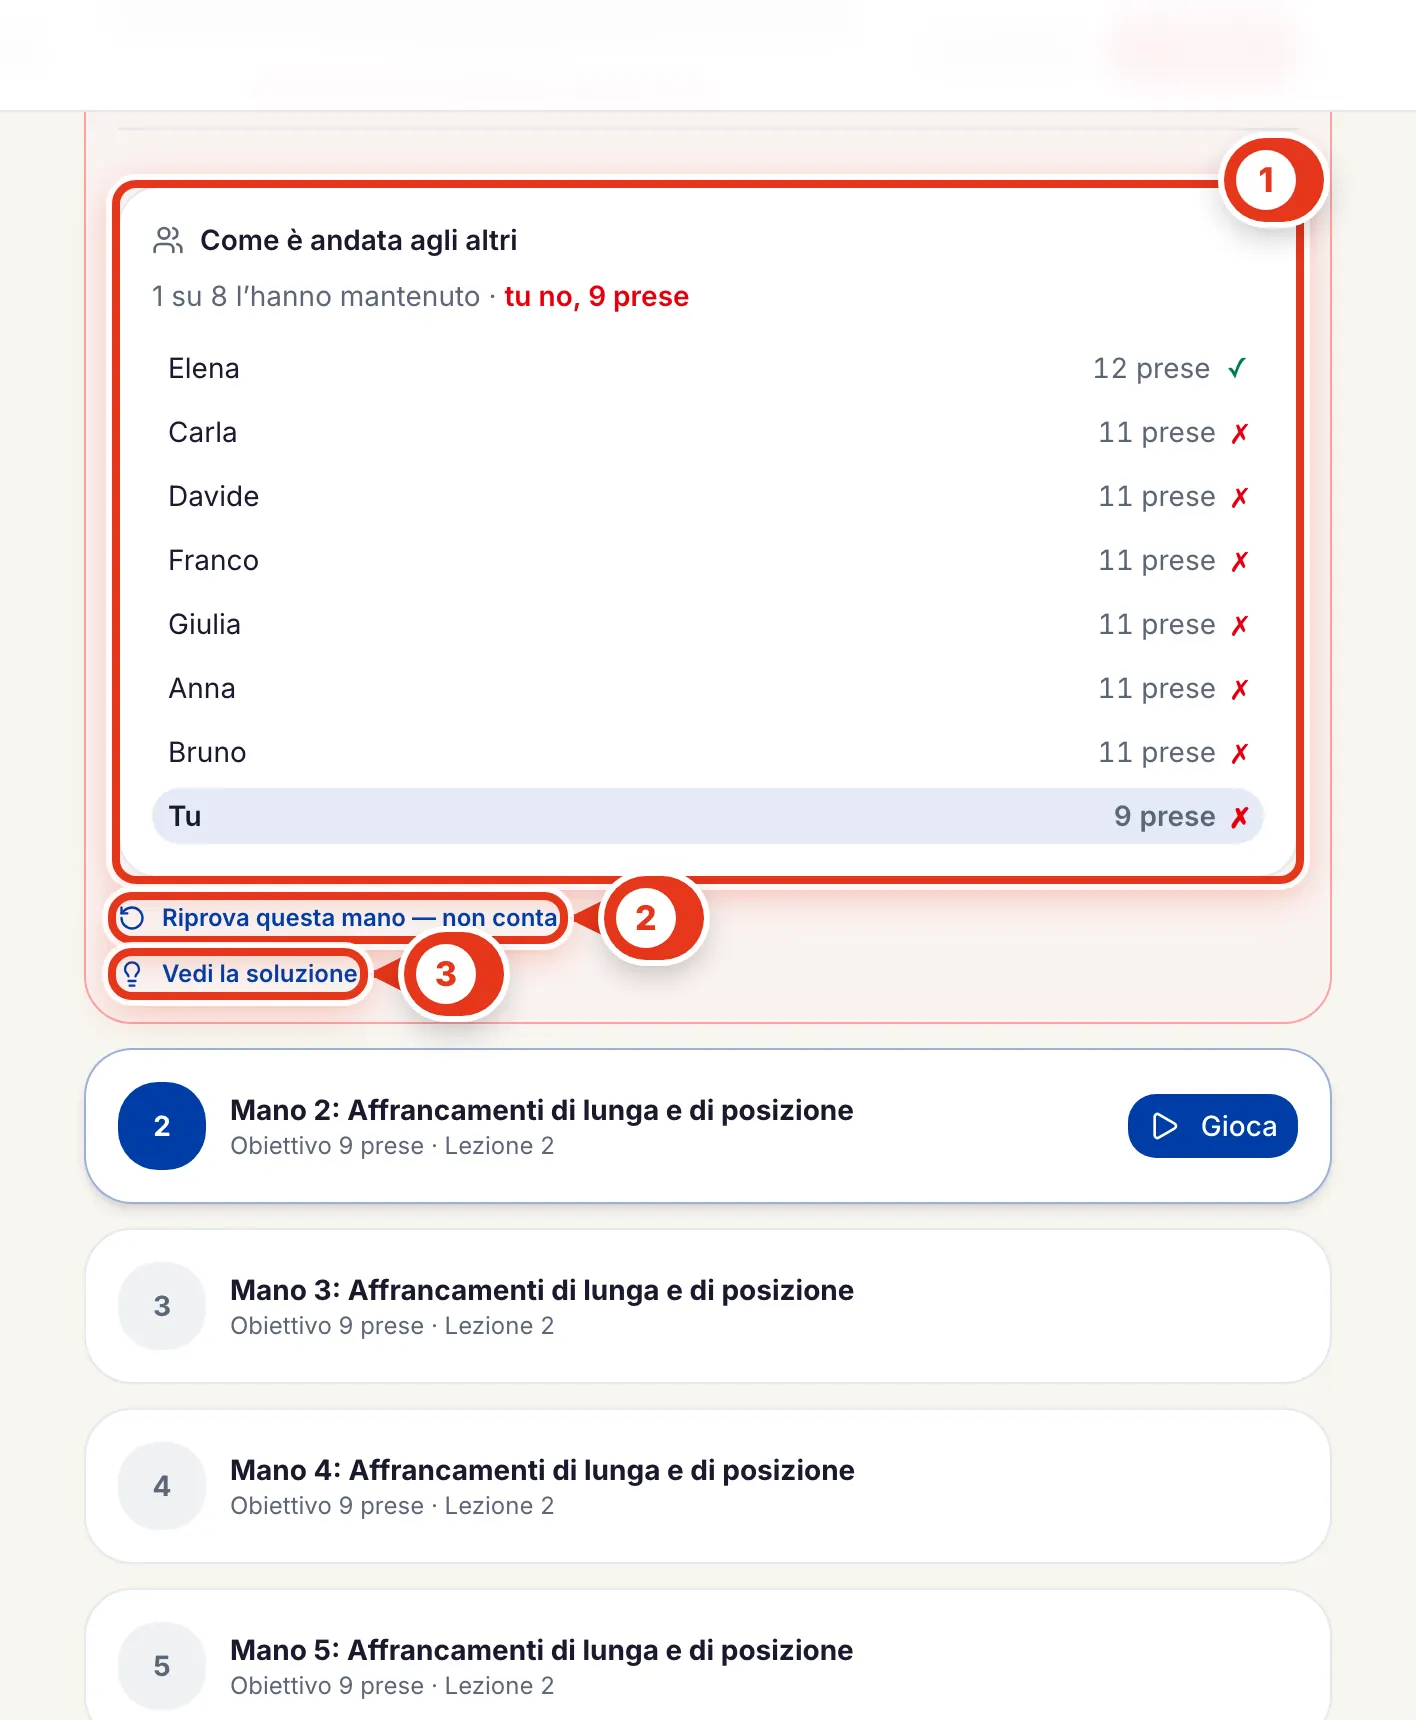 1
Come è andata agli altri
1 su 8 l’hanno mantenuto · tu no, 9 prese
Elena 12 prese ✓
Carla 11 prese ✗
Davide 11 prese ✗
Franco 11 prese ✗
Giulia 11 prese ✗
Anna 11 prese ✗
Bruno 11 prese ✗
Tu 9 prese ✗
Riprova questa mano — non conta 2
Vedi la soluzione 3
2 Mano 2: Affrancamenti di lunga e di posizione
Obiettivo 9 prese · Lezione 2
Gioca
3 Mano 3: Affrancamenti di lunga e di posizione
Obiettivo 9 prese · Lezione 2
4 Mano 4: Affrancamenti di lunga e di posizione
Obiettivo 9 prese · Lezione 2
5 Mano 5: Affrancamenti di lunga e di posizione
Obiettivo 9 prese · Lezione 2